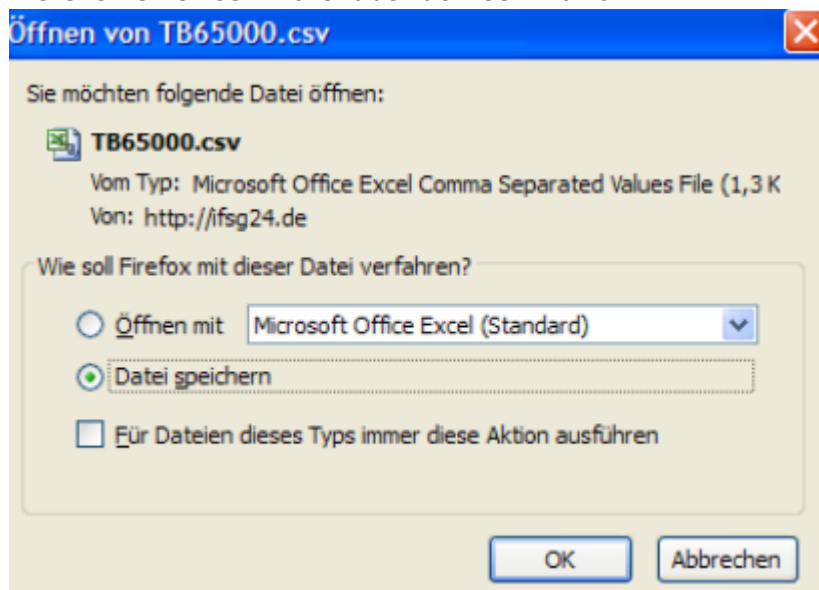 Öffnen von TB65000.csv
Sie möchten folgende Datei öffnen:
TB65000.csv
Vom Typ: Microsoft Office Excel Comma Separated Values File (1,3 K
Von: http://ifsg24.de
Wie soll Firefox mit dieser Datei verfahren?
Öffnen mit Microsoft Office Excel (Standard)
Datei speichern
Für Dateien dieses Typs immer diese Aktion ausführen
OK Abbrechen